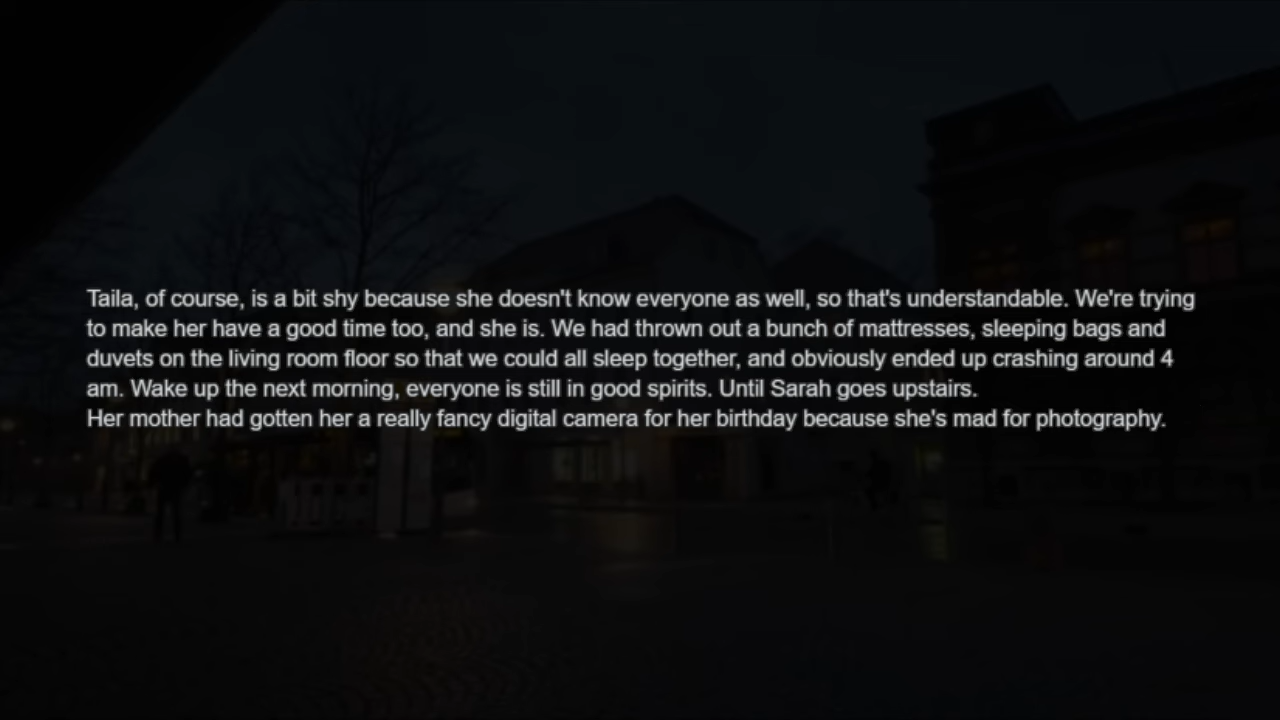 Taila, of course, is a bit shy because she doesn't know everyone as well, so that's understandable. We're trying
to make her have a good time too, and she is. We had thrown out a bunch of mattresses, sleeping bags and
duvets on the living room floor so that we could all sleep together, and obviously ended up crashing around 4
am. Wake up the next morning, everyone is still in good spirits. Until Sarah goes upstairs.
Her mother had gotten her a really fancy digital camera for her birthday because she's mad for photography.